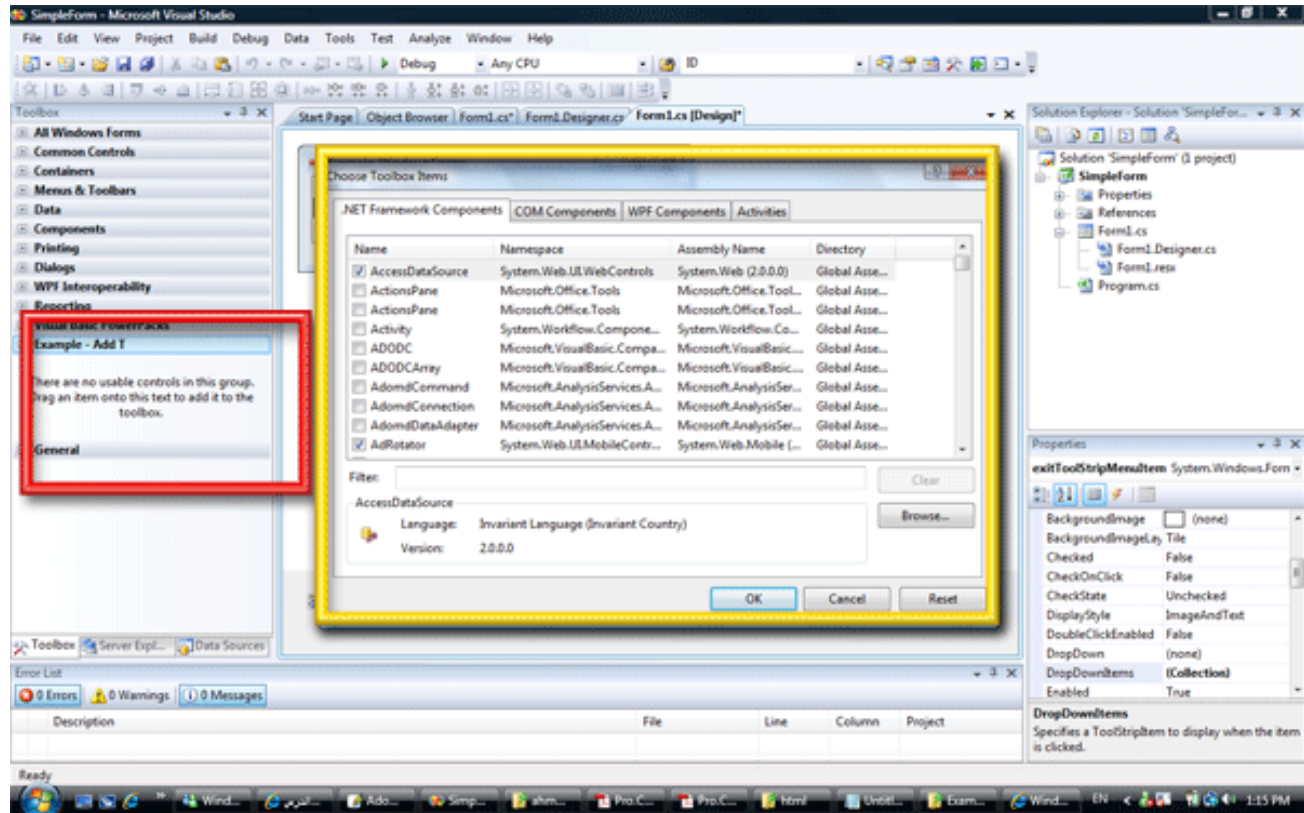 SimpleForm - Microsoft Visual Studio
File Edit View Project Build Debug Data Tools Test Analyze Window Help
Debug Any CPU ID
Toolbox
Start Page Object Browser Form1.cs* Form1.Designer.cs Form1.cs [Design]*
Solution Explorer - Solution 'SimpleFor...
All Windows Forms
Common Controls
Containers
Menus & Toolbars
Data
Components
Printing
Dialogs
WPF Interoperability
Reporting
Visual Basic PowerPacks
Example - Add T
There are no usable controls in this group.
Drag an item onto this text to add it to the
toolbox.
General
Toolbox Server Expl... Data Sources
Choose Toolbox Items
.NET Framework Components COM Components WPF Components Activities
Name Namespace Assembly Name Directory
AccessDataSource System.Web.UI.WebControls System.Web (2.0.0.0) Global Asse...
ActionsPane Microsoft.Office.Tools Microsoft.Office.Tool... Global Asse...
ActionsPane Microsoft.Office.Tools Microsoft.Office.Tool... Global Asse...
Activity System.Workflow.Compone... System.Workflow.Co... Global Asse...
ADODC Microsoft.VisualBasic.Compa... Microsoft.VisualBasic.... Global Asse...
ADODCArray Microsoft.VisualBasic.Compa... Microsoft.VisualBasic.... Global Asse...
AdomdCommand Microsoft.AnalysisServices.A... Microsoft.AnalysisSer... Global Asse...
AdomdConnection Microsoft.AnalysisServices.A... Microsoft.AnalysisSer... Global Asse...
AdomdDataAdapter Microsoft.AnalysisServices.A... Microsoft.AnalysisSer... Global Asse...
AdRotator System.Web.UI.MobileContr... System.Web.Mobile (... Global Asse...
Filter:
Clear
AccessDataSource
Language: Invariant Language (Invariant Country)
Browse...
Version: 2.0.0.0
OK Cancel Reset
Solution 'SimpleForm' (1 project)
SimpleForm
Properties
References
Form1.cs
Form1.Designer.cs
Form1.resx
Program.cs
Properties
exitToolStripMenuItem System.Windows.Form
BackgroundImage (none)
BackgroundImageLay Tile
Checked False
CheckOnClick False
CheckState Unchecked
DisplayStyle ImageAndText
DoubleClickEnabled False
DropDown (none)
DropDownItems (Collection)
Enabled True
DropDownItems
Specifies a ToolStripItem to display when the item
is clicked.
Error List
0 Errors 0 Warnings 0 Messages
Description File Line Column Project
Ready
Wind... Ado... Simp... ahm... Pro.C... Pro.C... html Untitl... Exam... Wind... EN 1:15 PM